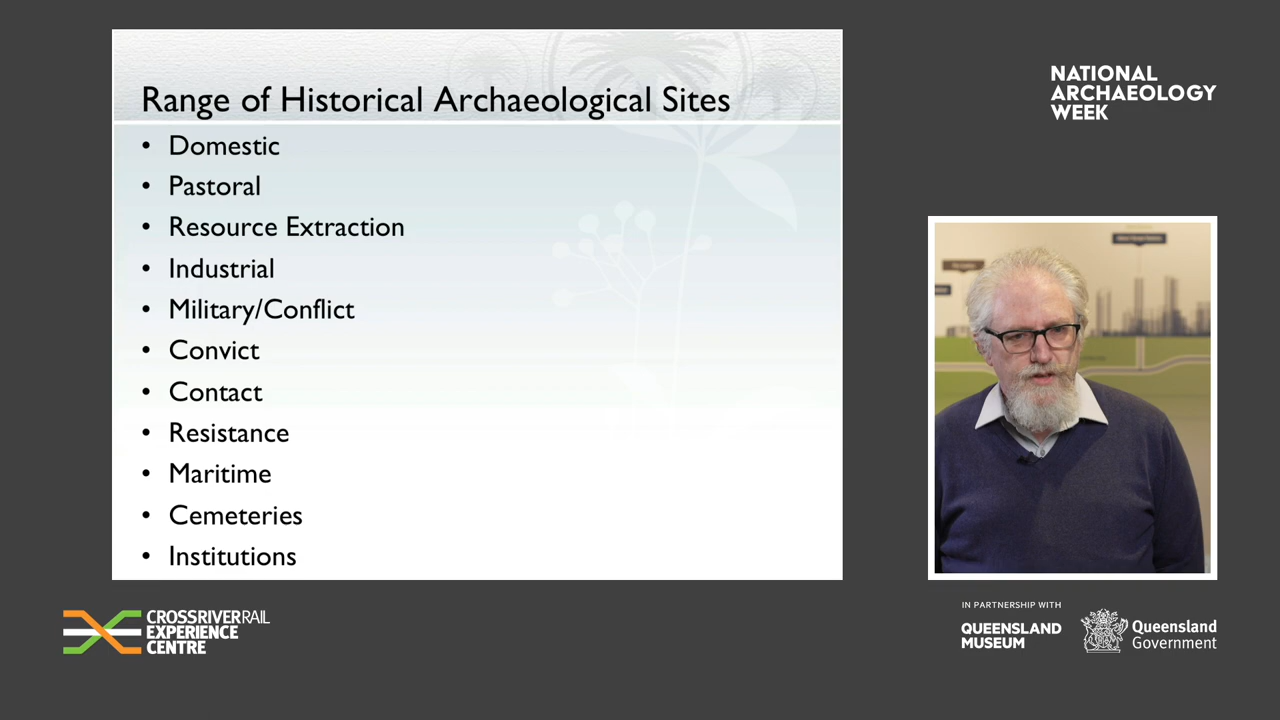 Range of Historical Archaeological Sites
• Domestic
• Pastoral
• Resource Extraction
• Industrial
• Military/Conflict
• Convict
• Contact
• Resistance
• Maritime
• Cemeteries
• Institutions
NATIONAL
ARCHAEOLOGY
WEEK
CROSSRIVERRAIL
EXPERIENCE
CENTRE
IN PARTNERSHIP WITH
QUEENSLAND
MUSEUM
Queensland
Government